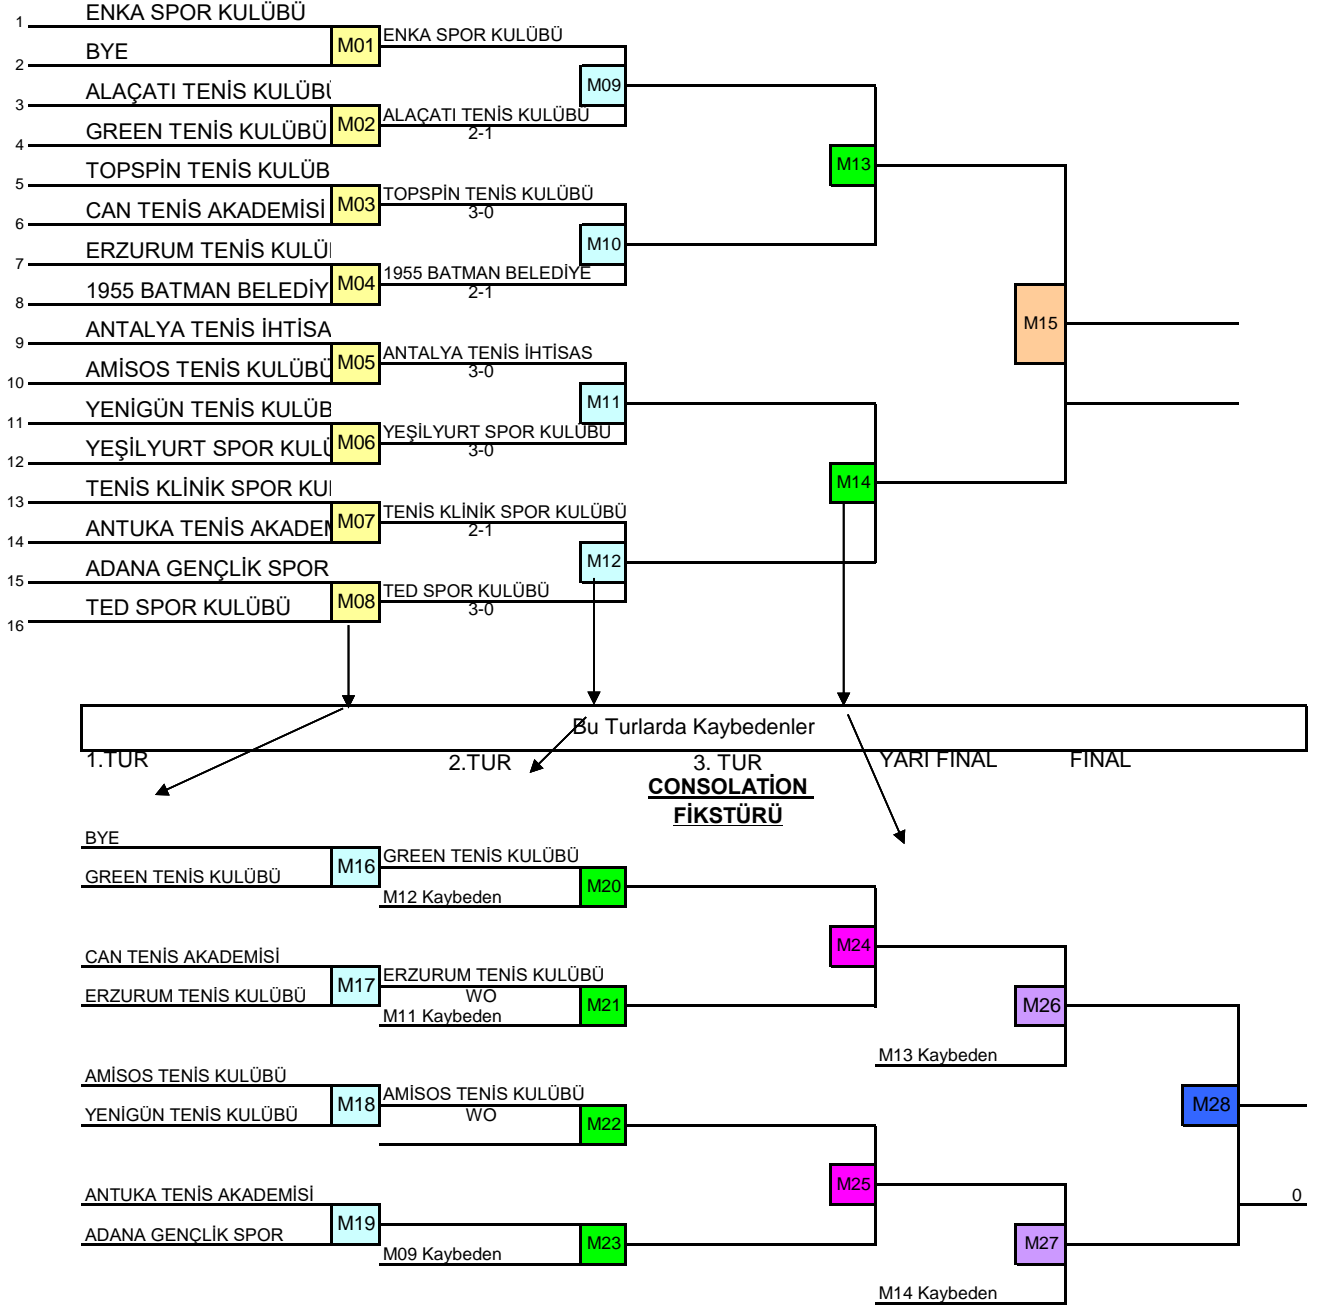 1 ENKA SPOR KULÜBÜ
M01 ENKA SPOR KULÜBÜ
2 BYE
M09
3 ALAÇATI TENİS KULÜBÜ
M02 ALAÇATI TENİS KULÜBÜ
2-1
4 GREEN TENİS KULÜBÜ
M13
5 TOPSPİN TENİS KULÜB
M03 TOPSPİN TENİS KULÜBÜ
3-0
6 CAN TENİS AKADEMİSİ
M10
7 ERZURUM TENİS KULÜ
M04 1955 BATMAN BELEDİYE
2-1
8 1955 BATMAN BELEDİY
M15
9 ANTALYA TENİS İHTİSA
M05 ANTALYA TENİS İHTİSAS
3-0
10 AMİSOS TENİS KULÜBÜ
M11
11 YENİGÜN TENİS KULÜB
M06 YEŞİLYURT SPOR KULÜBÜ
3-0
12 YEŞİLYURT SPOR KULÜ
M14
13 TENİS KLİNİK SPOR KU
M07 TENİS KLİNİK SPOR KULÜBÜ
2-1
14 ANTUKA TENİS AKADEM
M12
15 ADANA GENÇLİK SPOR
M08 TED SPOR KULÜBÜ
3-0
16 TED SPOR KULÜBÜ
Bu Turlarda Kaybedenler
1.TUR 2.TUR 3. TUR YARI FİNAL FİNAL
CONSOLATİON
FİKSTÜRÜ
BYE
M16 GREEN TENİS KULÜBÜ
GREEN TENİS KULÜBÜ
M20
M12 Kaybeden
M24
CAN TENİS AKADEMİSİ
M17 ERZURUM TENİS KULÜBÜ
WO
ERZURUM TENİS KULÜBÜ
M21
M11 Kaybeden
M26
M13 Kaybeden
AMİSOS TENİS KULÜBÜ
M18 AMİSOS TENİS KULÜBÜ
WO
YENİGÜN TENİS KULÜBÜ
M22
M28
M25
ANTUKA TENİS AKADEMİSİ
0
M19
ADANA GENÇLİK SPOR
M23
M09 Kaybeden
M27
M14 Kaybeden